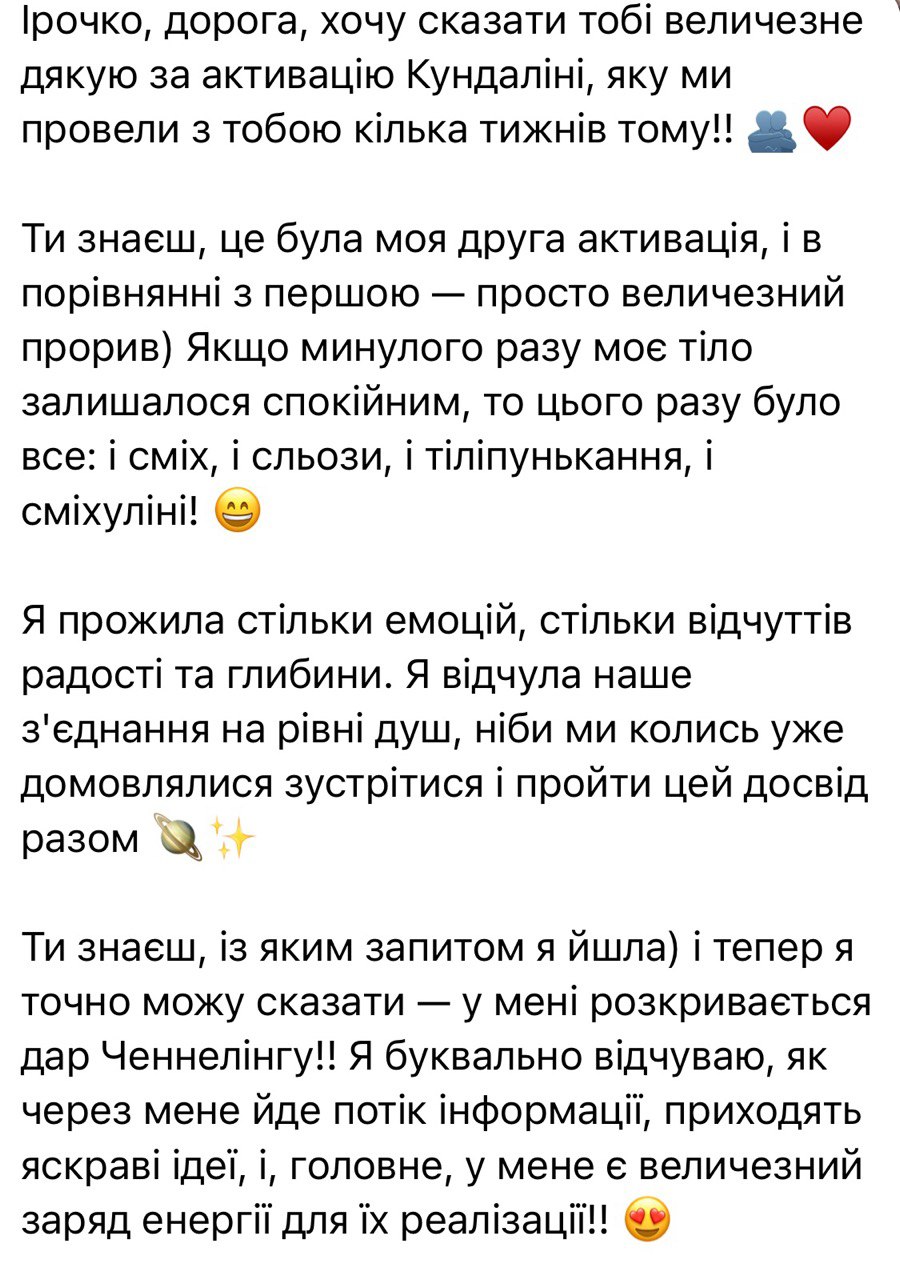 Ірочко, дорога, хочу сказати тобі величезне
дякую за активацію Кундаліні, яку ми
провели з тобою кілька тижнів тому!! 🫂♥️
Ти знаєш, це була моя друга активація, і в
порівнянні з першою — просто величезний
прорив) Якщо минулого разу моє тіло
залишалося спокійним, то цього разу було
все: і сміх, і сльози, і тіліпунькання, і
сміхуліні! 😄
Я прожила стільки емоцій, стільки відчуттів
радості та глибини. Я відчула наше
з'єднання на рівні душ, ніби ми колись уже
домовлялися зустрітися і пройти цей досвід
разом 🪐✨
Ти знаєш, із яким запитом я йшла) і тепер я
точно можу сказати — у мені розкривається
дар Ченнелінгу!! Я буквально відчуваю, як
через мене йде потік інформації, приходять
яскраві ідеї, і, головне, у мене є величезний
заряд енергії для їх реалізації!! 😍